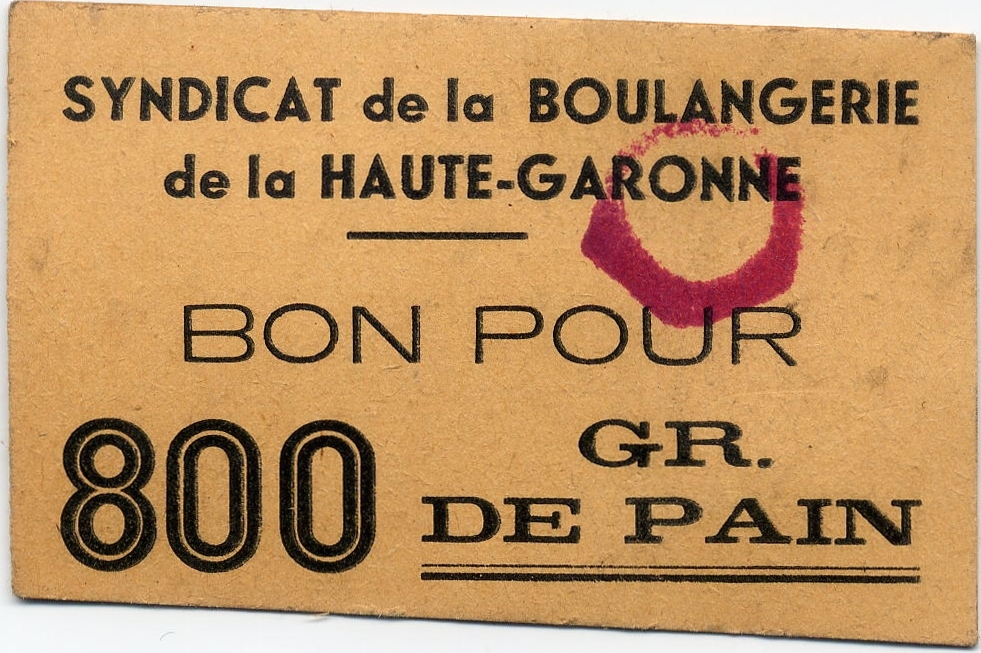 SYNDICAT de la BOULANGERIE
de la HAUTE-GARONNE
BON POUR
800 GR.
DE PAIN